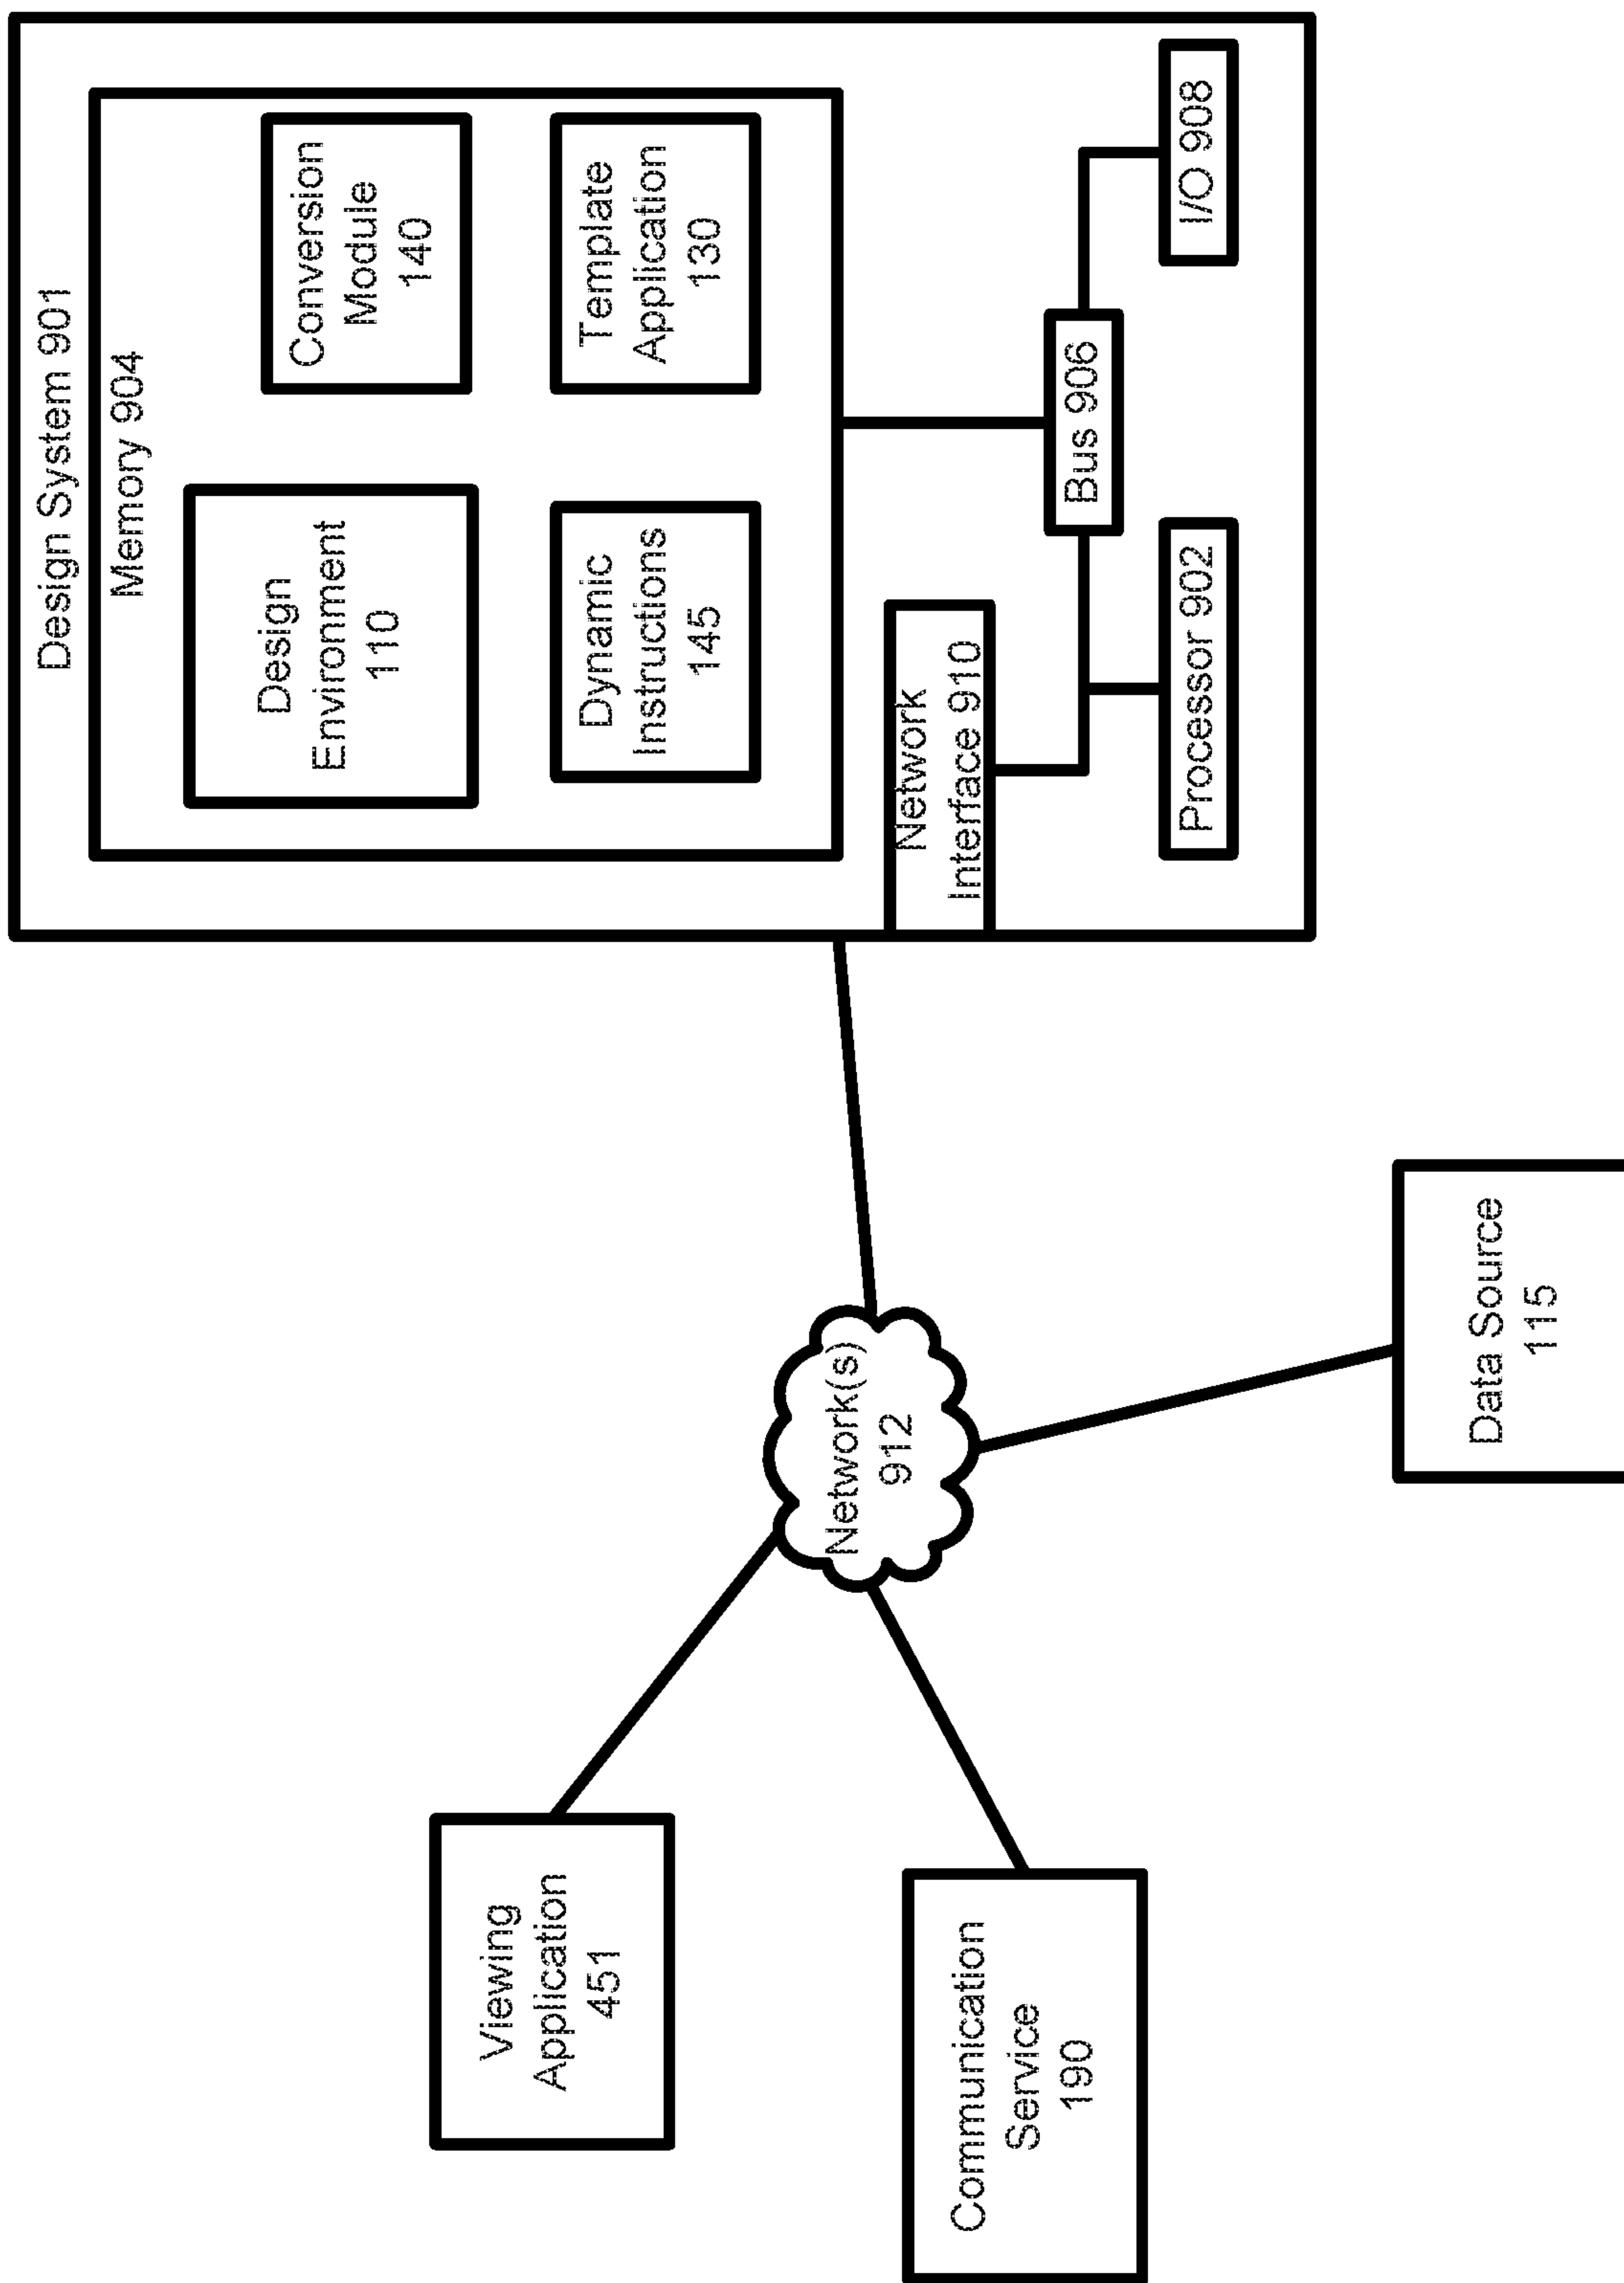 Design System 901
Memory 904
Design
Environment
110
Conversion
Module
140
Dynamic
Instructions
145
Template
Application
130
Network
Interface 910
Bus 906
Processor 902
I/O 908
Viewing
Application
451
Network(s)
912
Communication
Service
190
Data Source
115